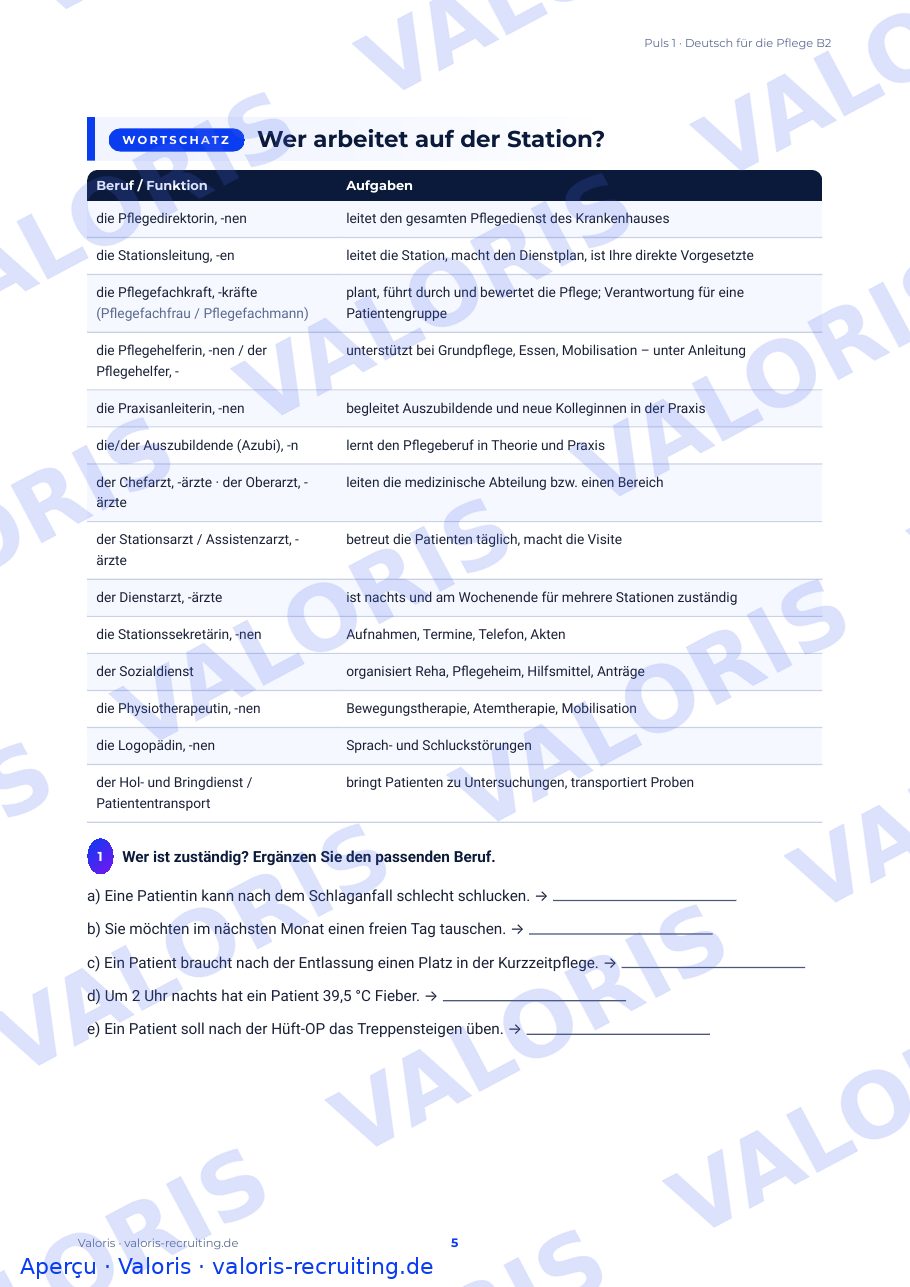 Puls 1 · Deutsch für die Pflege B2
WORTSCHATZ Wer arbeitet auf der Station?
Beruf / Funktion Aufgaben
die Pflegedirektorin, -nen leitet den gesamten Pflegedienst des Krankenhauses
die Stationsleitung, -en leitet die Station, macht den Dienstplan, ist Ihre direkte Vorgesetzte
die Pflegefachkraft, -kräfte plant, führt durch und bewertet die Pflege; Verantwortung für eine
(Pflegefachfrau / Pflegefachmann) Patientengruppe
die Pflegehelferin, -nen / der unterstützt bei Grundpflege, Essen, Mobilisation – unter Anleitung
Pflegehelfer, -
die Praxisanleiterin, -nen begleitet Auszubildende und neue Kolleginnen in der Praxis
die/der Auszubildende (Azubi), -n lernt den Pflegeberuf in Theorie und Praxis
der Chefarzt, -ärzte · der Oberarzt, - leiten die medizinische Abteilung bzw. einen Bereich
ärzte
der Stationsarzt / Assistenzarzt, - betreut die Patienten täglich, macht die Visite
ärzte
der Dienstarzt, -ärzte ist nachts und am Wochenende für mehrere Stationen zuständig
die Stationssekretärin, -nen Aufnahmen, Termine, Telefon, Akten
der Sozialdienst organisiert Reha, Pflegeheim, Hilfsmittel, Anträge
die Physiotherapeutin, -nen Bewegungstherapie, Atemtherapie, Mobilisation
die Logopädin, -nen Sprach- und Schluckstörungen
der Hol- und Bringdienst / bringt Patienten zu Untersuchungen, transportiert Proben
Patiententransport
1 Wer ist zuständig? Ergänzen Sie den passenden Beruf.
a) Eine Patientin kann nach dem Schlaganfall schlecht schlucken. →
b) Sie möchten im nächsten Monat einen freien Tag tauschen. →
c) Ein Patient braucht nach der Entlassung einen Platz in der Kurzzeitpflege. →
d) Um 2 Uhr nachts hat ein Patient 39,5 °C Fieber. →
e) Ein Patient soll nach der Hüft-OP das Treppensteigen üben. →
Valoris · valoris-recruiting.de 5
Aperçu · Valoris · valoris-recruiting.de
VALORIS